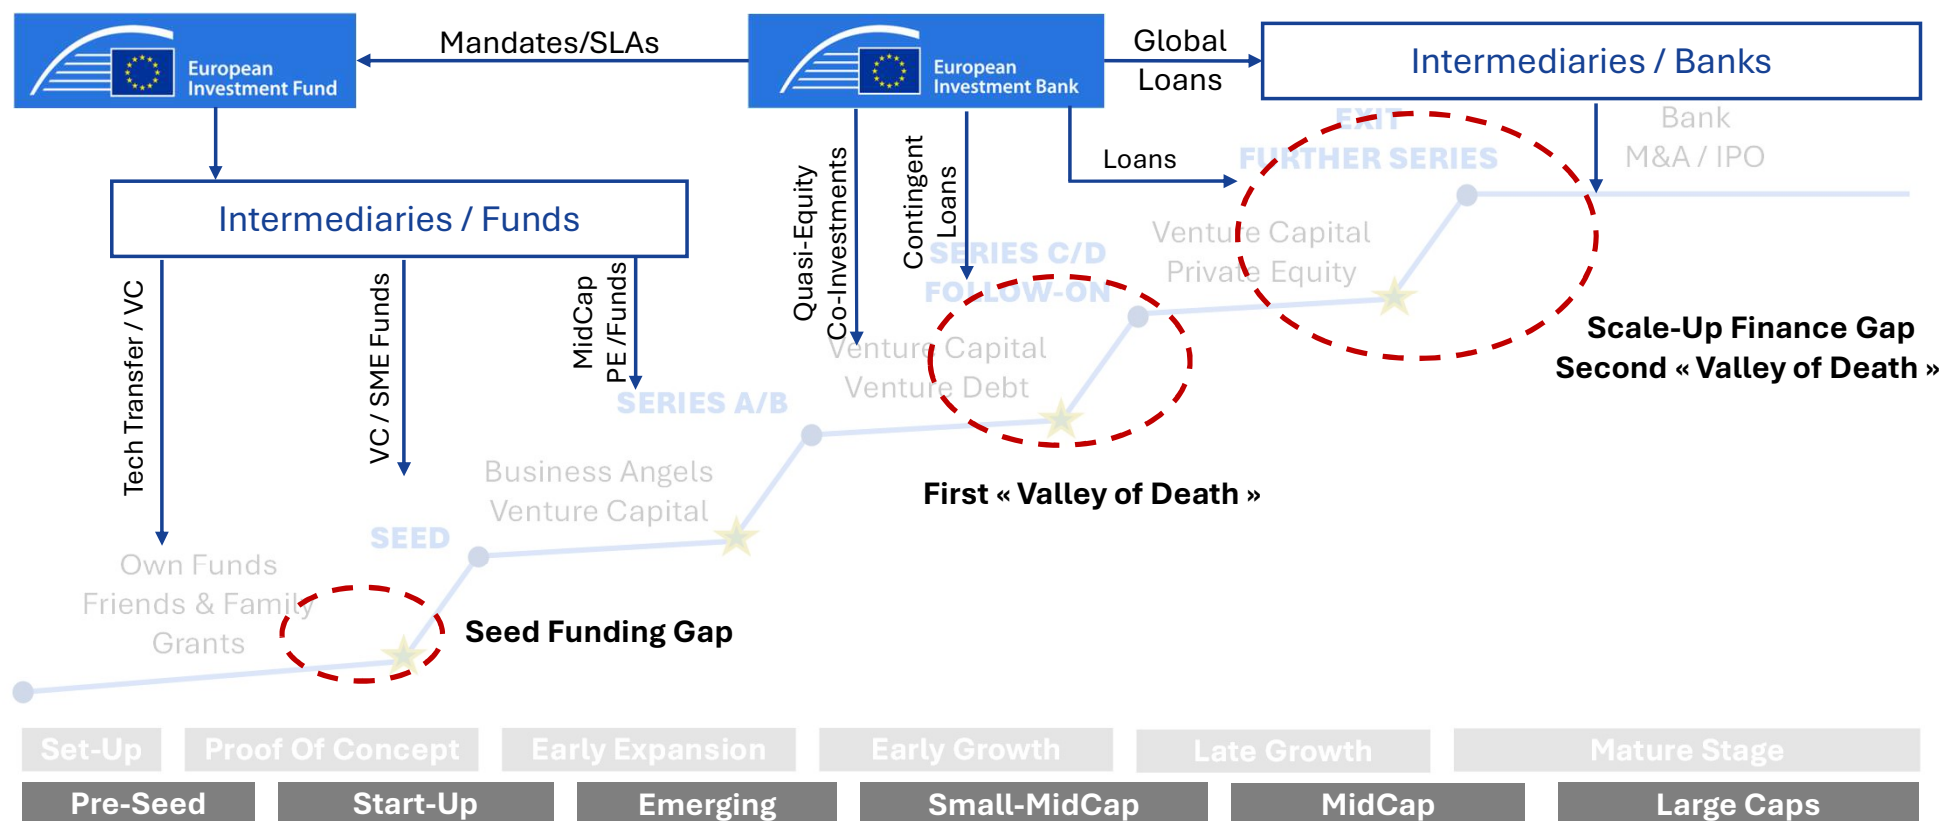 European
Investment Fund
Mandates/SLAs
European
Investment Bank
Global
Loans
Intermediaries / Banks
Intermediaries / Funds
Tech Transfer / VC
VC / SME Funds
MidCap
PE /Funds
Quasi-Equity
Co-Investments
Contingent
Loans
Loans
EXIT
FURTHER SERIES
Bank
M&A / IPO
SERIES C/D
FOLLOW-ON
Venture Capital
Private Equity
Scale-Up Finance Gap
Second « Valley of Death »
Venture Capital
Venture Debt
SERIES A/B
First « Valley of Death »
Business Angels
Venture Capital
SEED
Own Funds
Friends & Family
Grants
Seed Funding Gap
Set-Up
Proof Of Concept
Early Expansion
Early Growth
Late Growth
Mature Stage
Pre-Seed
Start-Up
Emerging
Small-MidCap
MidCap
Large Caps